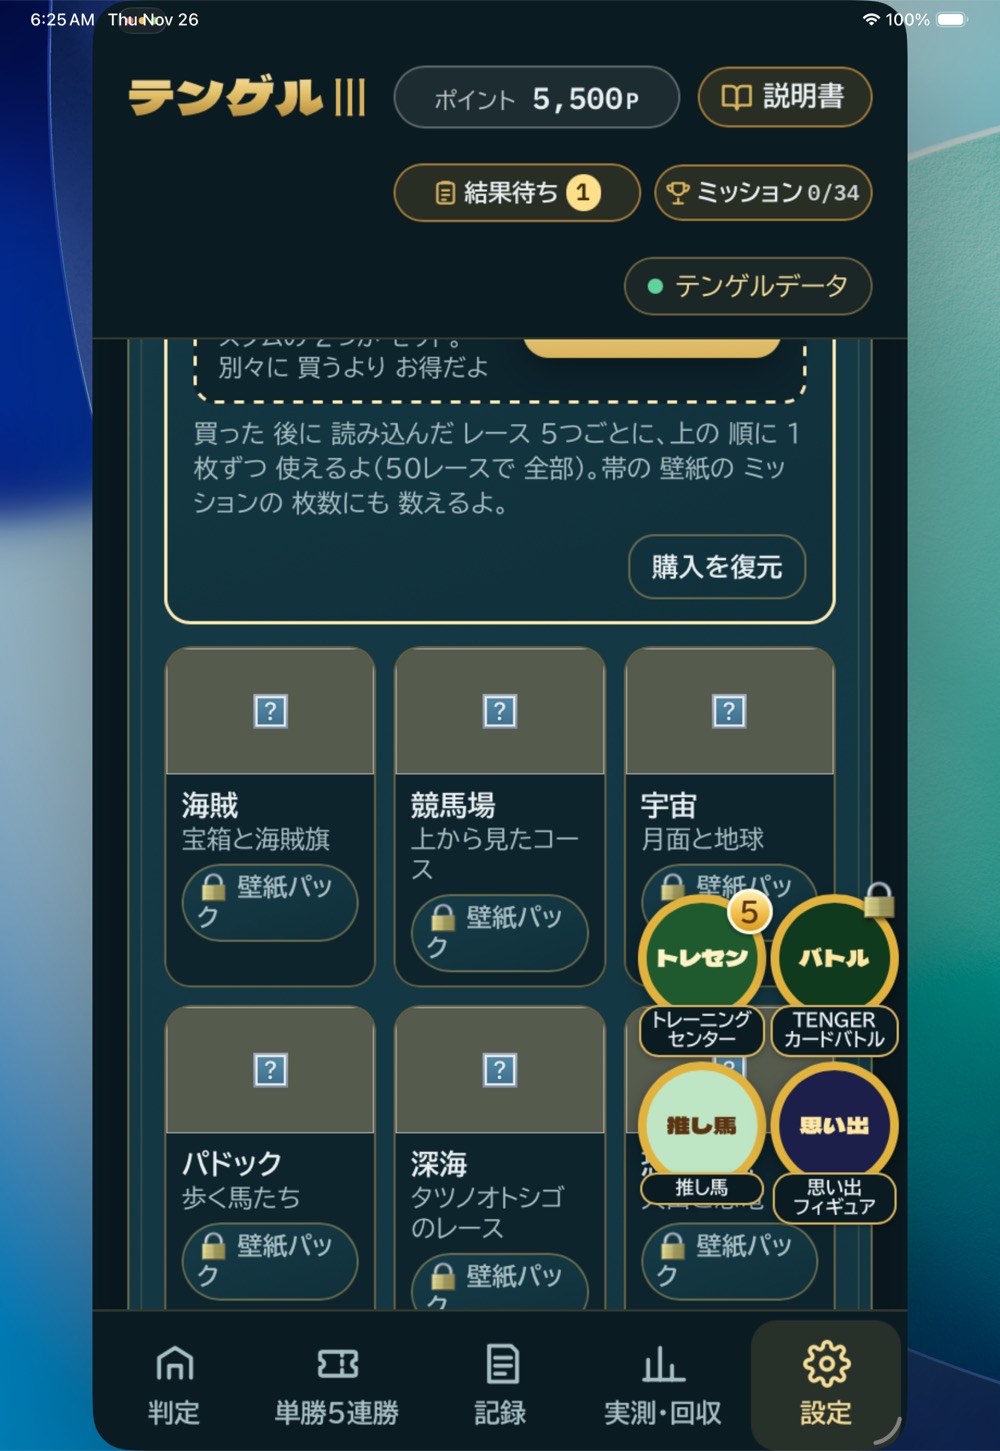 6:25 AM Thu Nov 26
100%
テンゲルIII
ポイント 5,500P
説明書
結果待ち 1
ミッション 0/34
テンゲルデータ
別々に 買うより お得だよ
買った 後に 読み込んだ レース 5つごとに、上の 順に 1
枚ずつ 使えるよ(50レースで 全部)。帯の 壁紙の ミッ
ションの 枚数にも 数えるよ。
購入を復元
海賊
宝箱と海賊旗
壁紙パッ
ク
競馬場
上から見たコー
ス
壁紙パッ
ク
宇宙
月面と地球
壁紙パッ
5
トレセン
トレーニング
センター
バトル
TENGER
カードバトル
推し馬
推し馬
思い出
思い出
フィギュア
パドック
歩く馬たち
壁紙パッ
ク
深海
タツノオトシゴ
のレース
壁紙パッ
ク
壁紙パッ
ク
判定
単勝5連勝
記録
実測・回収
設定